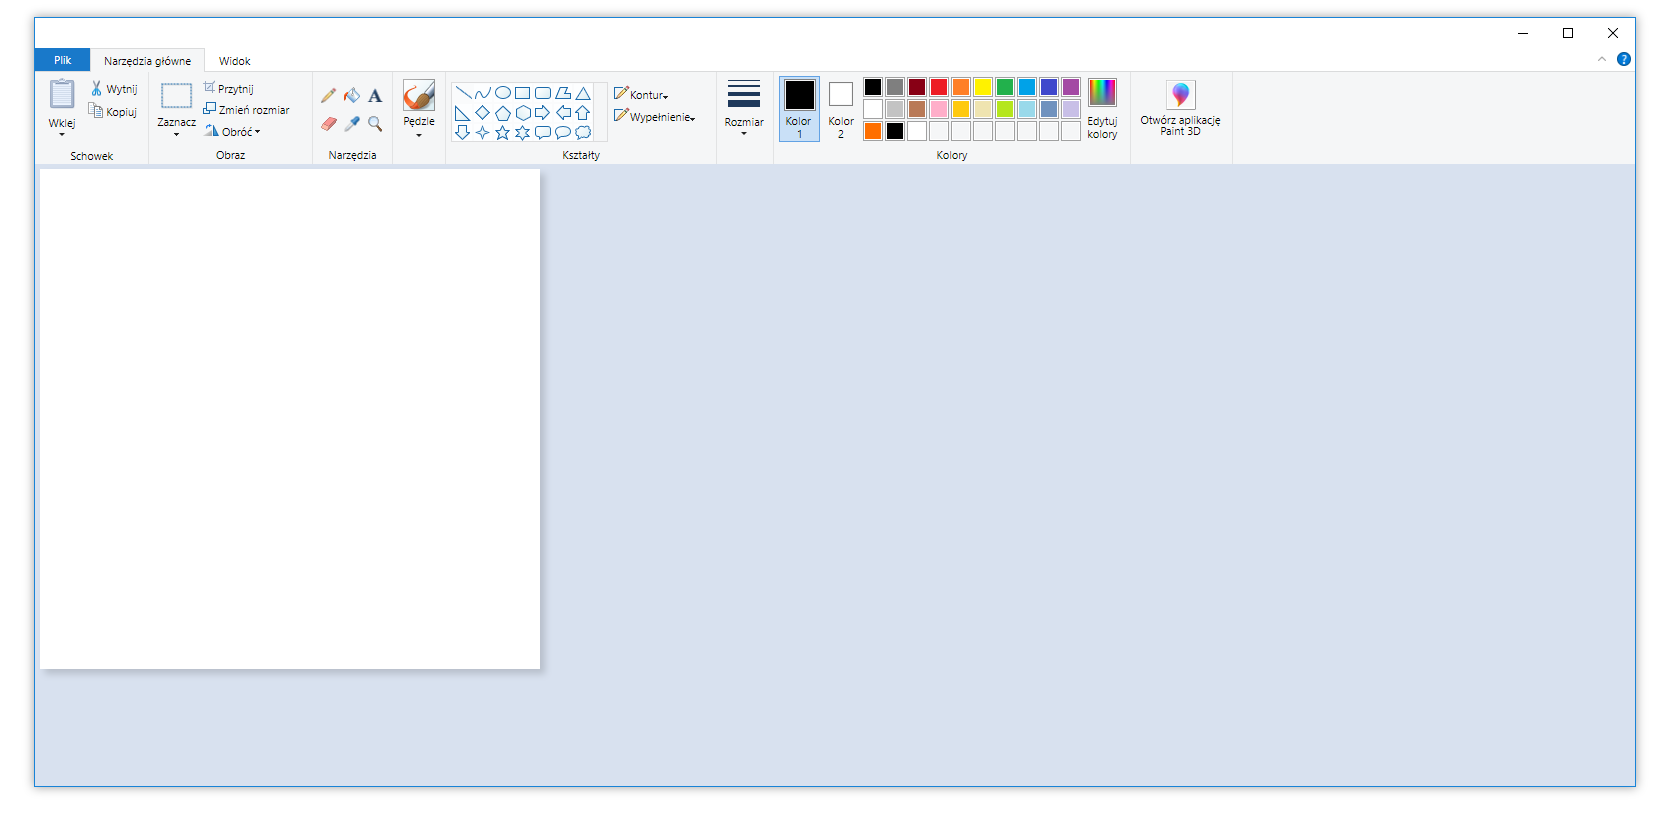 Plik
Narzędzia główne
Widok
?
Wklej
Wytnij
Kopiuj
Schowek
Zaznacz
Przytnij
Zmień rozmiar
Obróć
Obraz
A
Narzędzia
Pędzle
Kontur
Wypełnienie
Kształty
Rozmiar
Kolor
1
Kolor
2
Edytuj
kolory
Kolory
Otwórz aplikację
Paint 3D